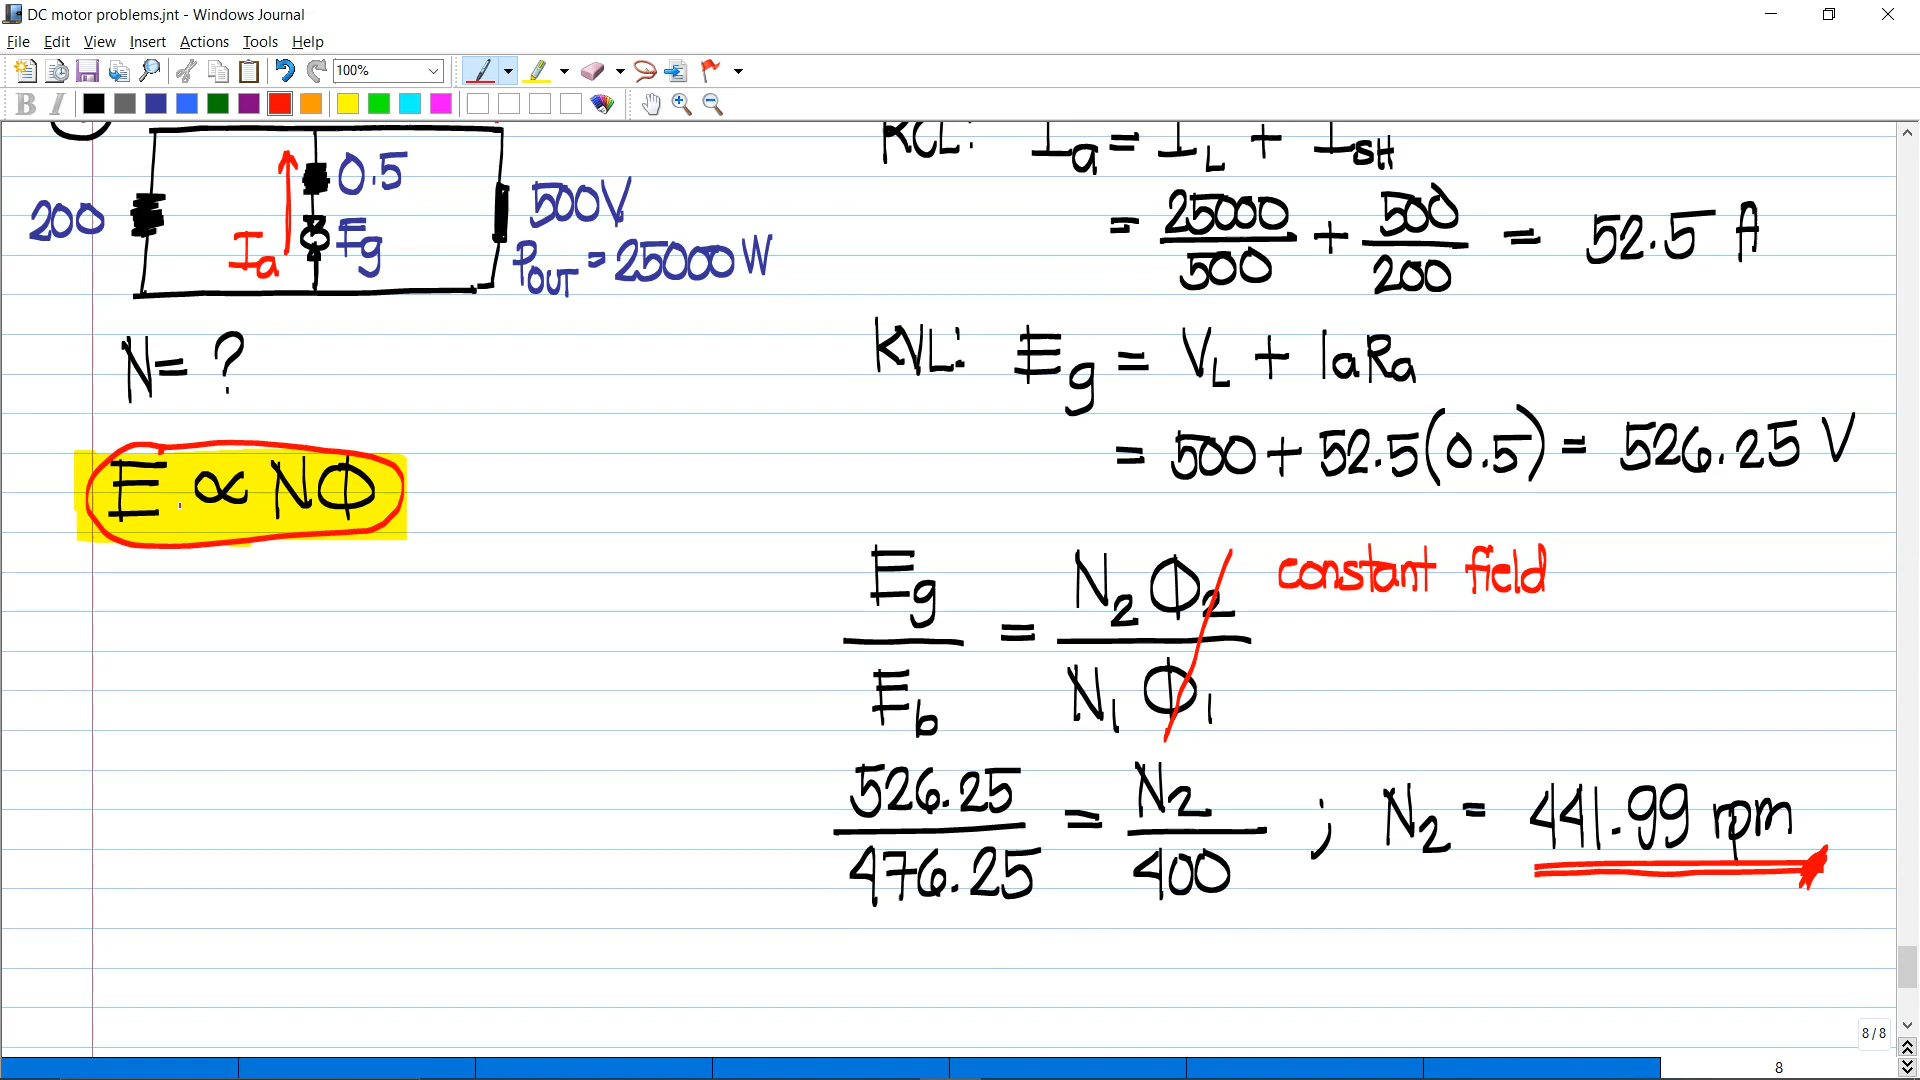 DC motor problems.jnt - Windows Journal
File Edit View Insert Actions Tools Help
100%
B I
200
0.5
Ia
Eg
500V
POUT = 25000 W
N = ?
E ∝ NΦ
KCL: Ia = IL + ISH
= 25000/500 + 500/200 = 52.5 A
KVL: Eg = VL + IaRa
= 500 + 52.5(0.5) = 526.25 V
Eg/Eb = N2Φ2/N1Φ1 constant field
526.25/476.25 = N2/400 ; N2 = 441.99 rpm
8 / 8
8